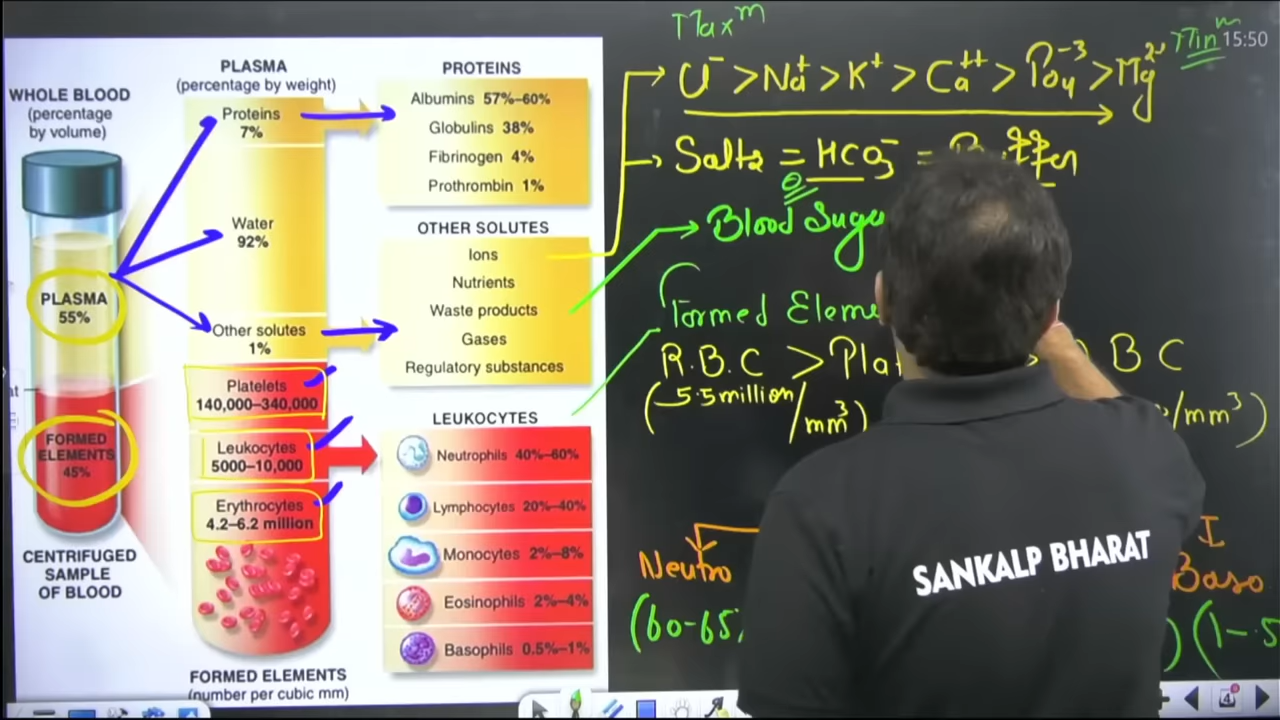 WHOLE BLOOD
(percentage
by volume)
PLASMA
55%
FORMED
ELEMENTS
45%
CENTRIFUGED
SAMPLE
OF BLOOD
PLASMA
(percentage by weight)
Proteins
7%
Water
92%
Other solutes
1%
Platelets
140,000–340,000
Leukocytes
5000–10,000
Erythrocytes
4.2–6.2 million
FORMED ELEMENTS
(number per cubic mm)
PROTEINS
Albumins 57%–60%
Globulins 38%
Fibrinogen 4%
Prothrombin 1%
OTHER SOLUTES
Ions
Nutrients
Waste products
Gases
Regulatory substances
LEUKOCYTES
Neutrophils 40%–60%
Lymphocytes 20%–40%
Monocytes 2%–8%
Eosinophils 2%–4%
Basophils 0.5%–1%
Max^m
Min^m 15:50
Cl⁻ > Na⁺ > K⁺ > Ca⁺⁺ > PO₄⁻³ > Mg²⁺
Salts = HCO₃⁻ =
Blood
Formed
R.B.C >
BC
(5.5 million/mm³)
/mm³)
Neutro
Baso
(60-65
(1-.5
SANKALP BHARAT
4